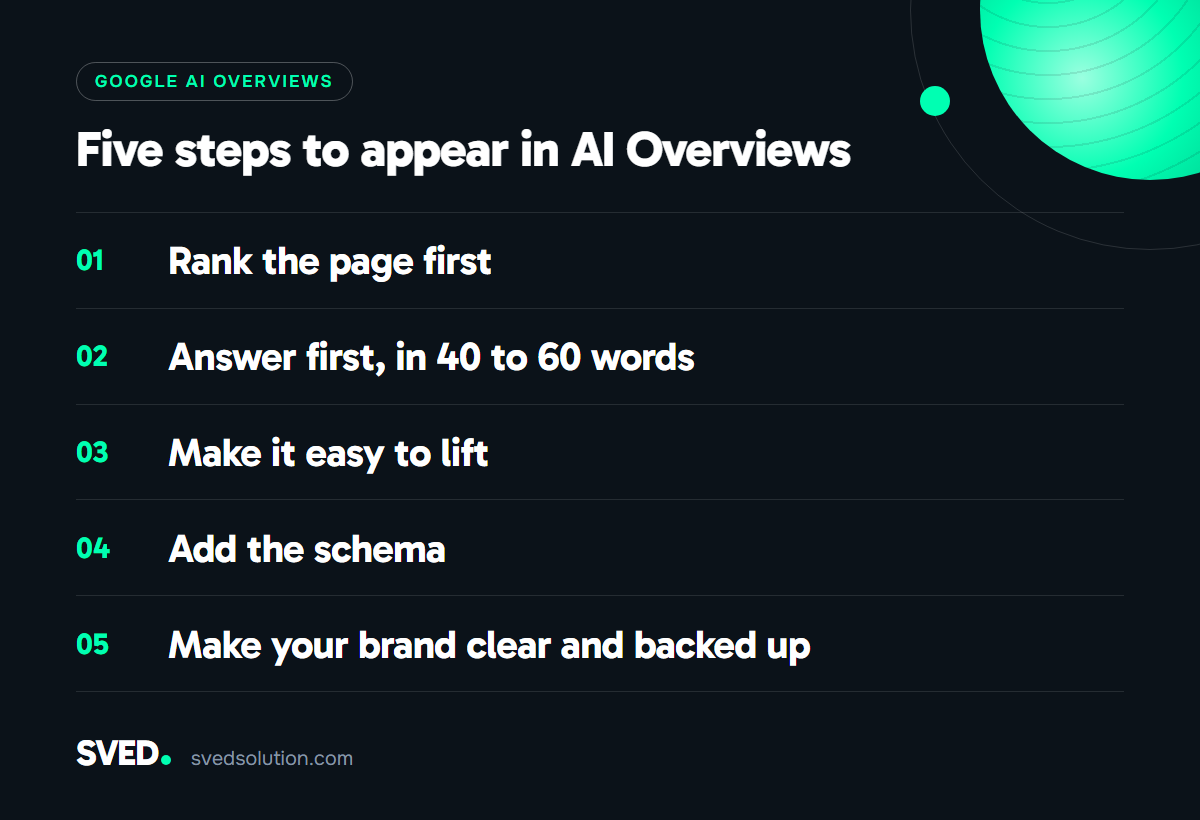 GOOGLE AI OVERVIEWS
Five steps to appear in AI Overviews
01 Rank the page first
02 Answer first, in 40 to 60 words
03 Make it easy to lift
04 Add the schema
05 Make your brand clear and backed up
SVED. svedsolution.com